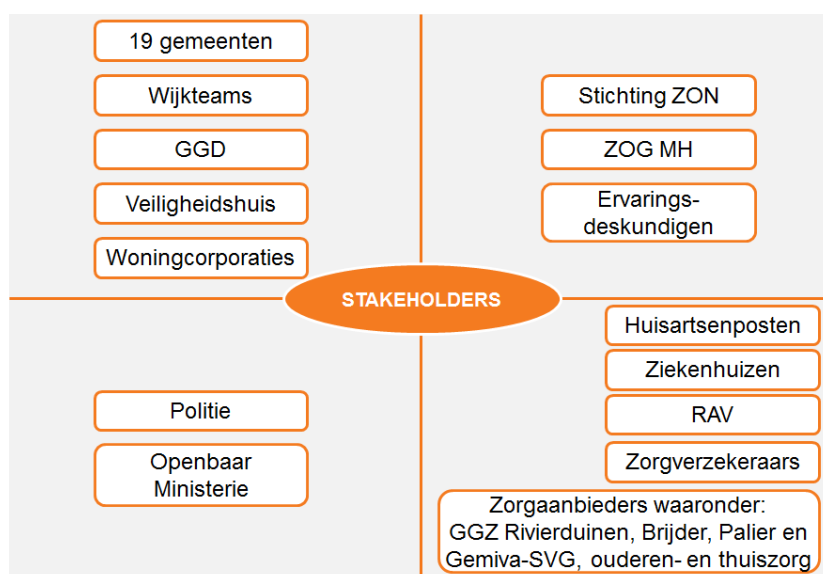 19 gemeenten
Wijkteams
GGD
Veiligheidshuis
Woningcorporaties
Stichting ZON
ZOG MH
Ervarings-
deskundigen
STAKEHOLDERS
Politie
Openbaar
Ministerie
Huisartsenposten
Ziekenhuizen
RAV
Zorgverzekeraars
Zorgaanbieders waaronder:
GGZ Rivierduinen, Brijder, Palier en
Gemiva-SVG, ouderen- en thuiszorg